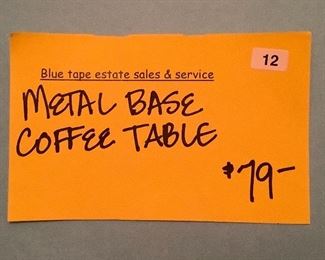 12
Blue tape estate sales & service
METAL BASE
COFFEE TABLE
$79-